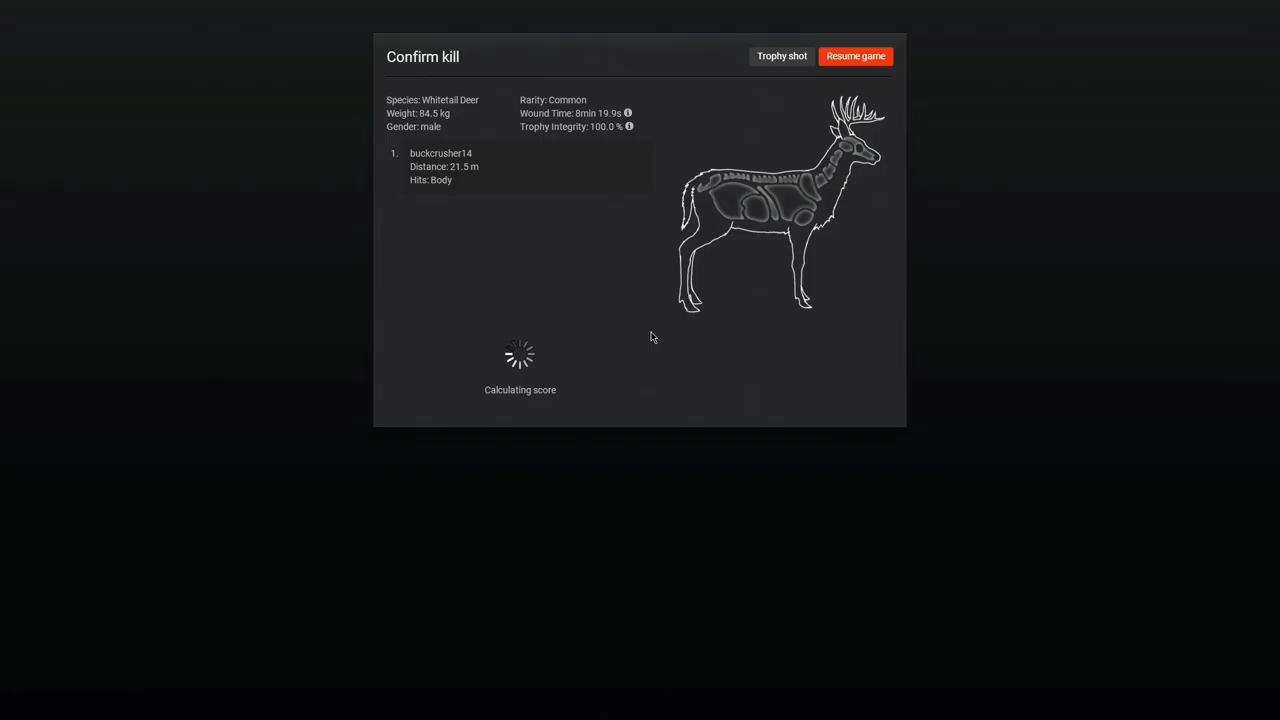 Confirm kill
Trophy shot
Resume game
Species: Whitetail Deer
Rarity: Common
Weight: 84.5 kg
Wound Time: 8min 19.9s
Gender: male
Trophy Integrity: 100.0 %
1. buckcrusher14
Distance: 21.5 m
Hits: Body
Calculating score